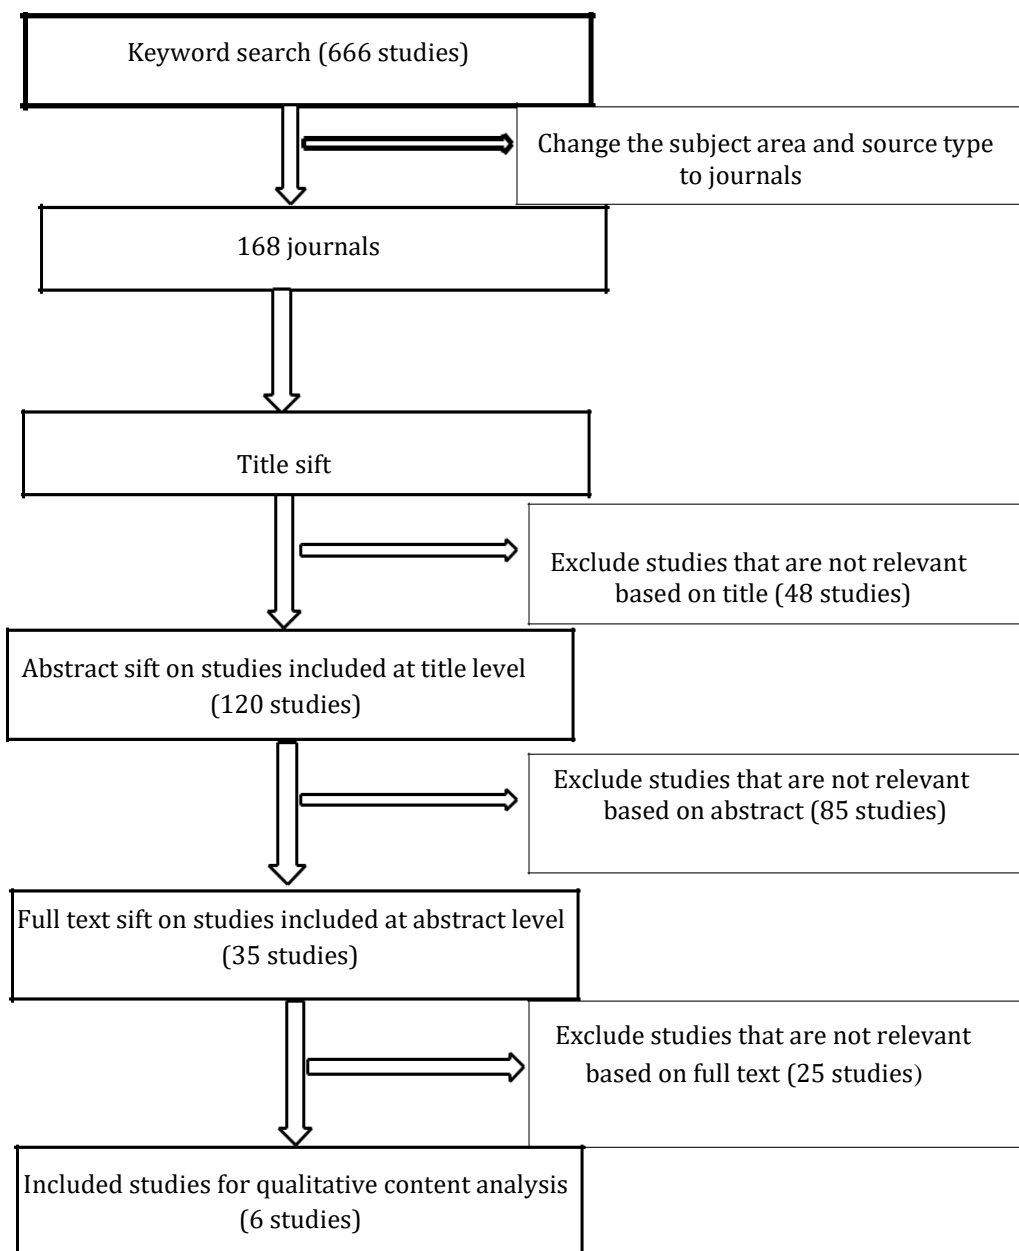 Keyword search (666 studies)
Change the subject area and source type
to journals
168 journals
Title sift
Exclude studies that are not relevant
based on title (48 studies)
Abstract sift on studies included at title level
(120 studies)
Exclude studies that are not relevant
based on abstract (85 studies)
Full text sift on studies included at abstract level
(35 studies)
Exclude studies that are not relevant
based on full text (25 studies)
Included studies for qualitative content analysis
(6 studies)